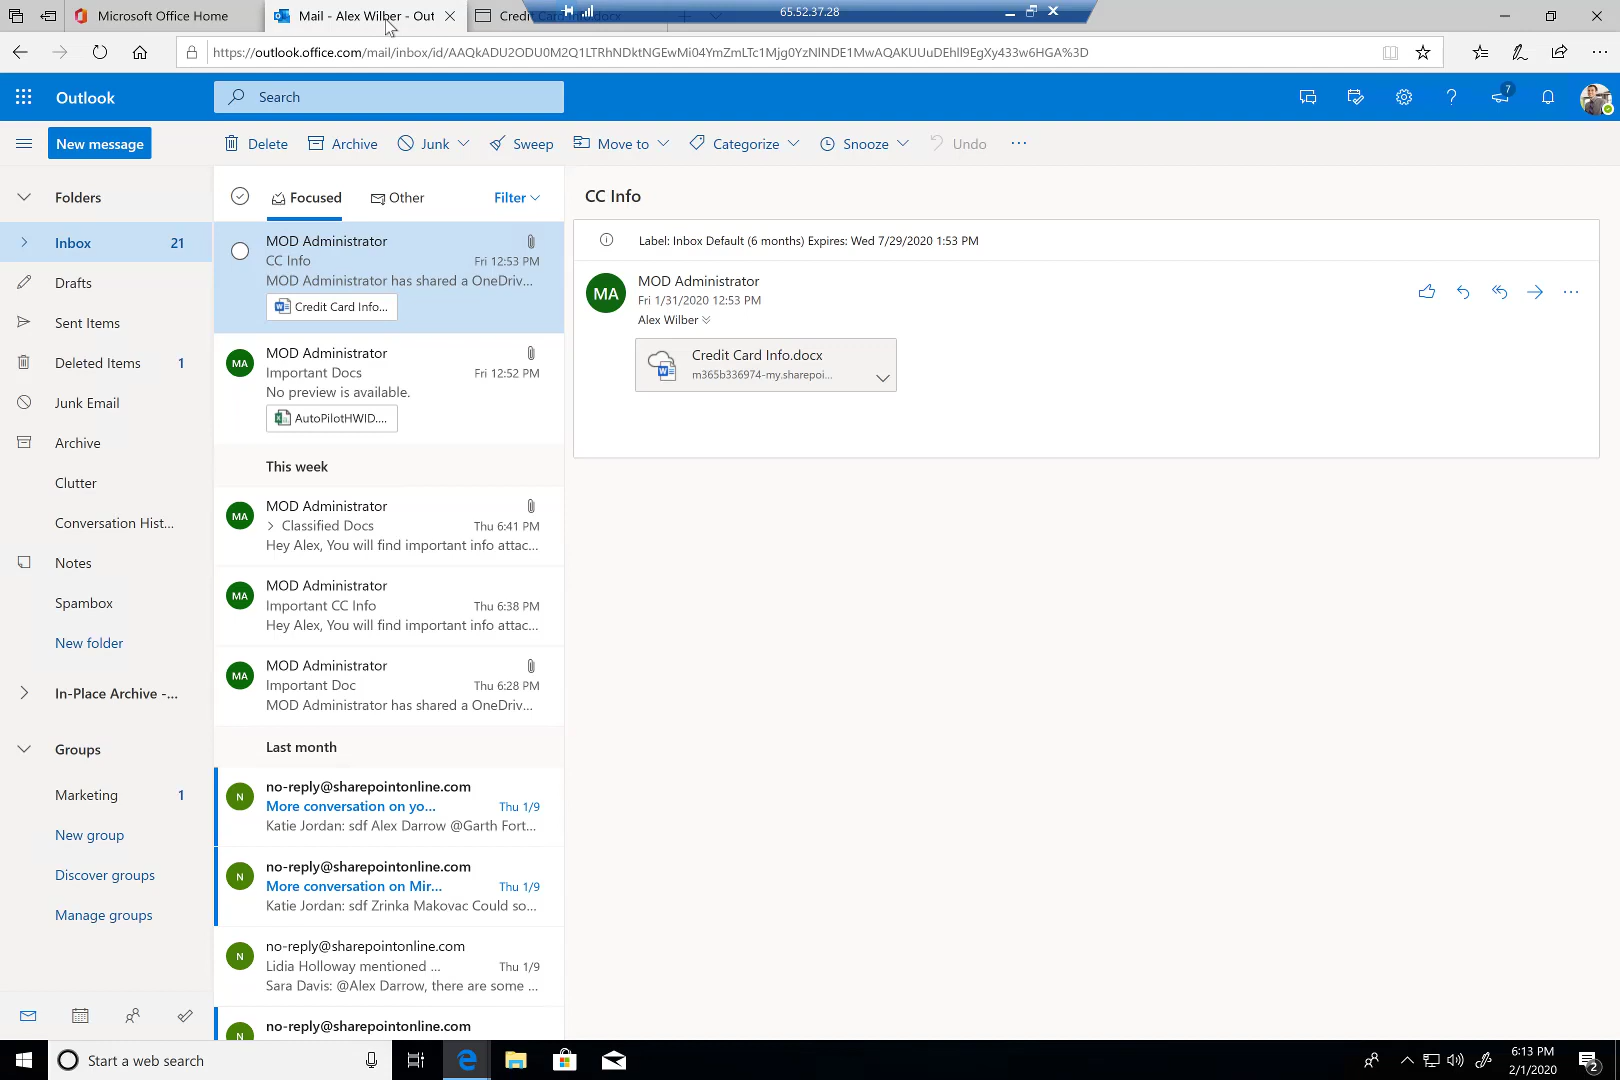 Microsoft Office Home
Mail - Alex Wilber - Out
65.52.37.28
https://outlook.office.com/mail/inbox/id/AAQkADU2ODU0M2Q1LTRhNDktNGEwMi04YmZmLTc1Mjg0YzNlNDE1MwAQAKUUuDEhll9EgXy433w6HGA%3D
Outlook
Search
7
New message
Delete
Archive
Junk
Sweep
Move to
Categorize
Snooze
Undo
Folders
Inbox 21
Drafts
Sent Items
Deleted Items 1
Junk Email
Archive
Clutter
Conversation Hist...
Notes
Spambox
New folder
In-Place Archive -...
Groups
Marketing 1
New group
Discover groups
Manage groups
Focused
Other
Filter
MOD Administrator
CC Info Fri 12:53 PM
MOD Administrator has shared a OneDriv...
Credit Card Info...
MA
MOD Administrator
Important Docs Fri 12:52 PM
No preview is available.
AutoPilotHWID....
This week
MA
MOD Administrator
Classified Docs Thu 6:41 PM
Hey Alex, You will find important info attac...
MA
MOD Administrator
Important CC Info Thu 6:38 PM
Hey Alex, You will find important info attac...
MA
MOD Administrator
Important Doc Thu 6:28 PM
MOD Administrator has shared a OneDriv...
Last month
N
no-reply@sharepointonline.com
More conversation on yo... Thu 1/9
Katie Jordan: sdf Alex Darrow @Garth Fort...
N
no-reply@sharepointonline.com
More conversation on Mir... Thu 1/9
Katie Jordan: sdf Zrinka Makovac Could so...
N
no-reply@sharepointonline.com
Lidia Holloway mentioned ... Thu 1/9
Sara Davis: @Alex Darrow, there are some ...
N
no-reply@sharepointonline.com
CC Info
Label: Inbox Default (6 months) Expires: Wed 7/29/2020 1:53 PM
MA
MOD Administrator
Fri 1/31/2020 12:53 PM
Alex Wilber
Credit Card Info.docx
m365b336974-my.sharepoi...
Start a web search
6:13 PM
2/1/2020
2